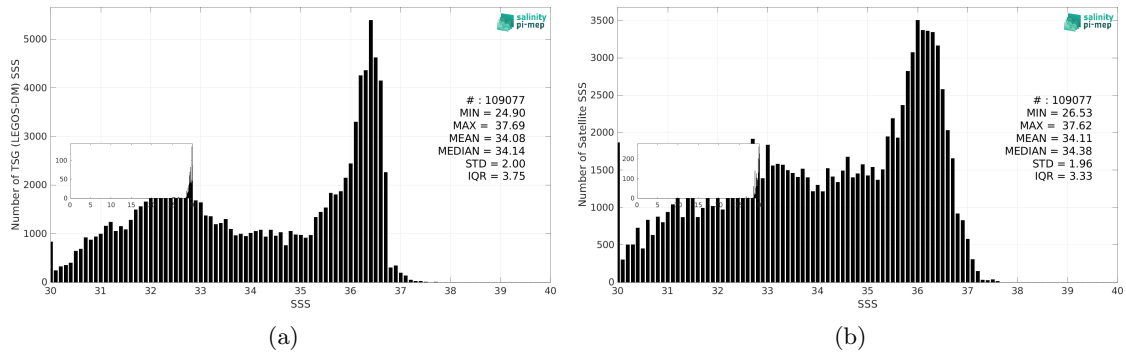 salinity
pi-mep
Number of TSG (LEGOS-DM) SSS
5000
4000
3000
2000
1000
0
# : 109077
MIN = 24.90
MAX = 37.69
MEAN = 34.08
MEDIAN = 34.14
STD = 2.00
IQR = 3.75
100
50
0
0 5 10 15
30 31 32 33 34 35 36 37 38 39 40
SSS
(a)
salinity
pi-mep
Number of Satellite SSS
3500
3000
2500
2000
1500
1000
500
0
# : 109077
MIN = 26.53
MAX = 37.62
MEAN = 34.11
MEDIAN = 34.38
STD = 1.96
IQR = 3.33
200
100
0
0 5 10 15
30 31 33 34 35 36 37 38 39 40
SSS
(b)